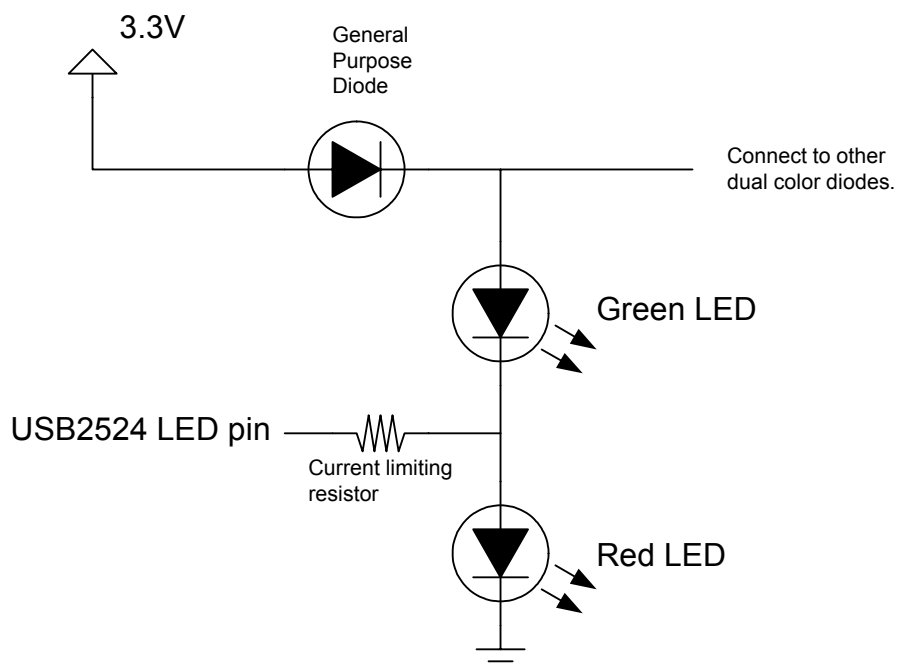 3.3V
General
Purpose
Diode
Connect to other
dual color diodes.
Green LED
USB2524 LED pin
Current limiting
resistor
Red LED